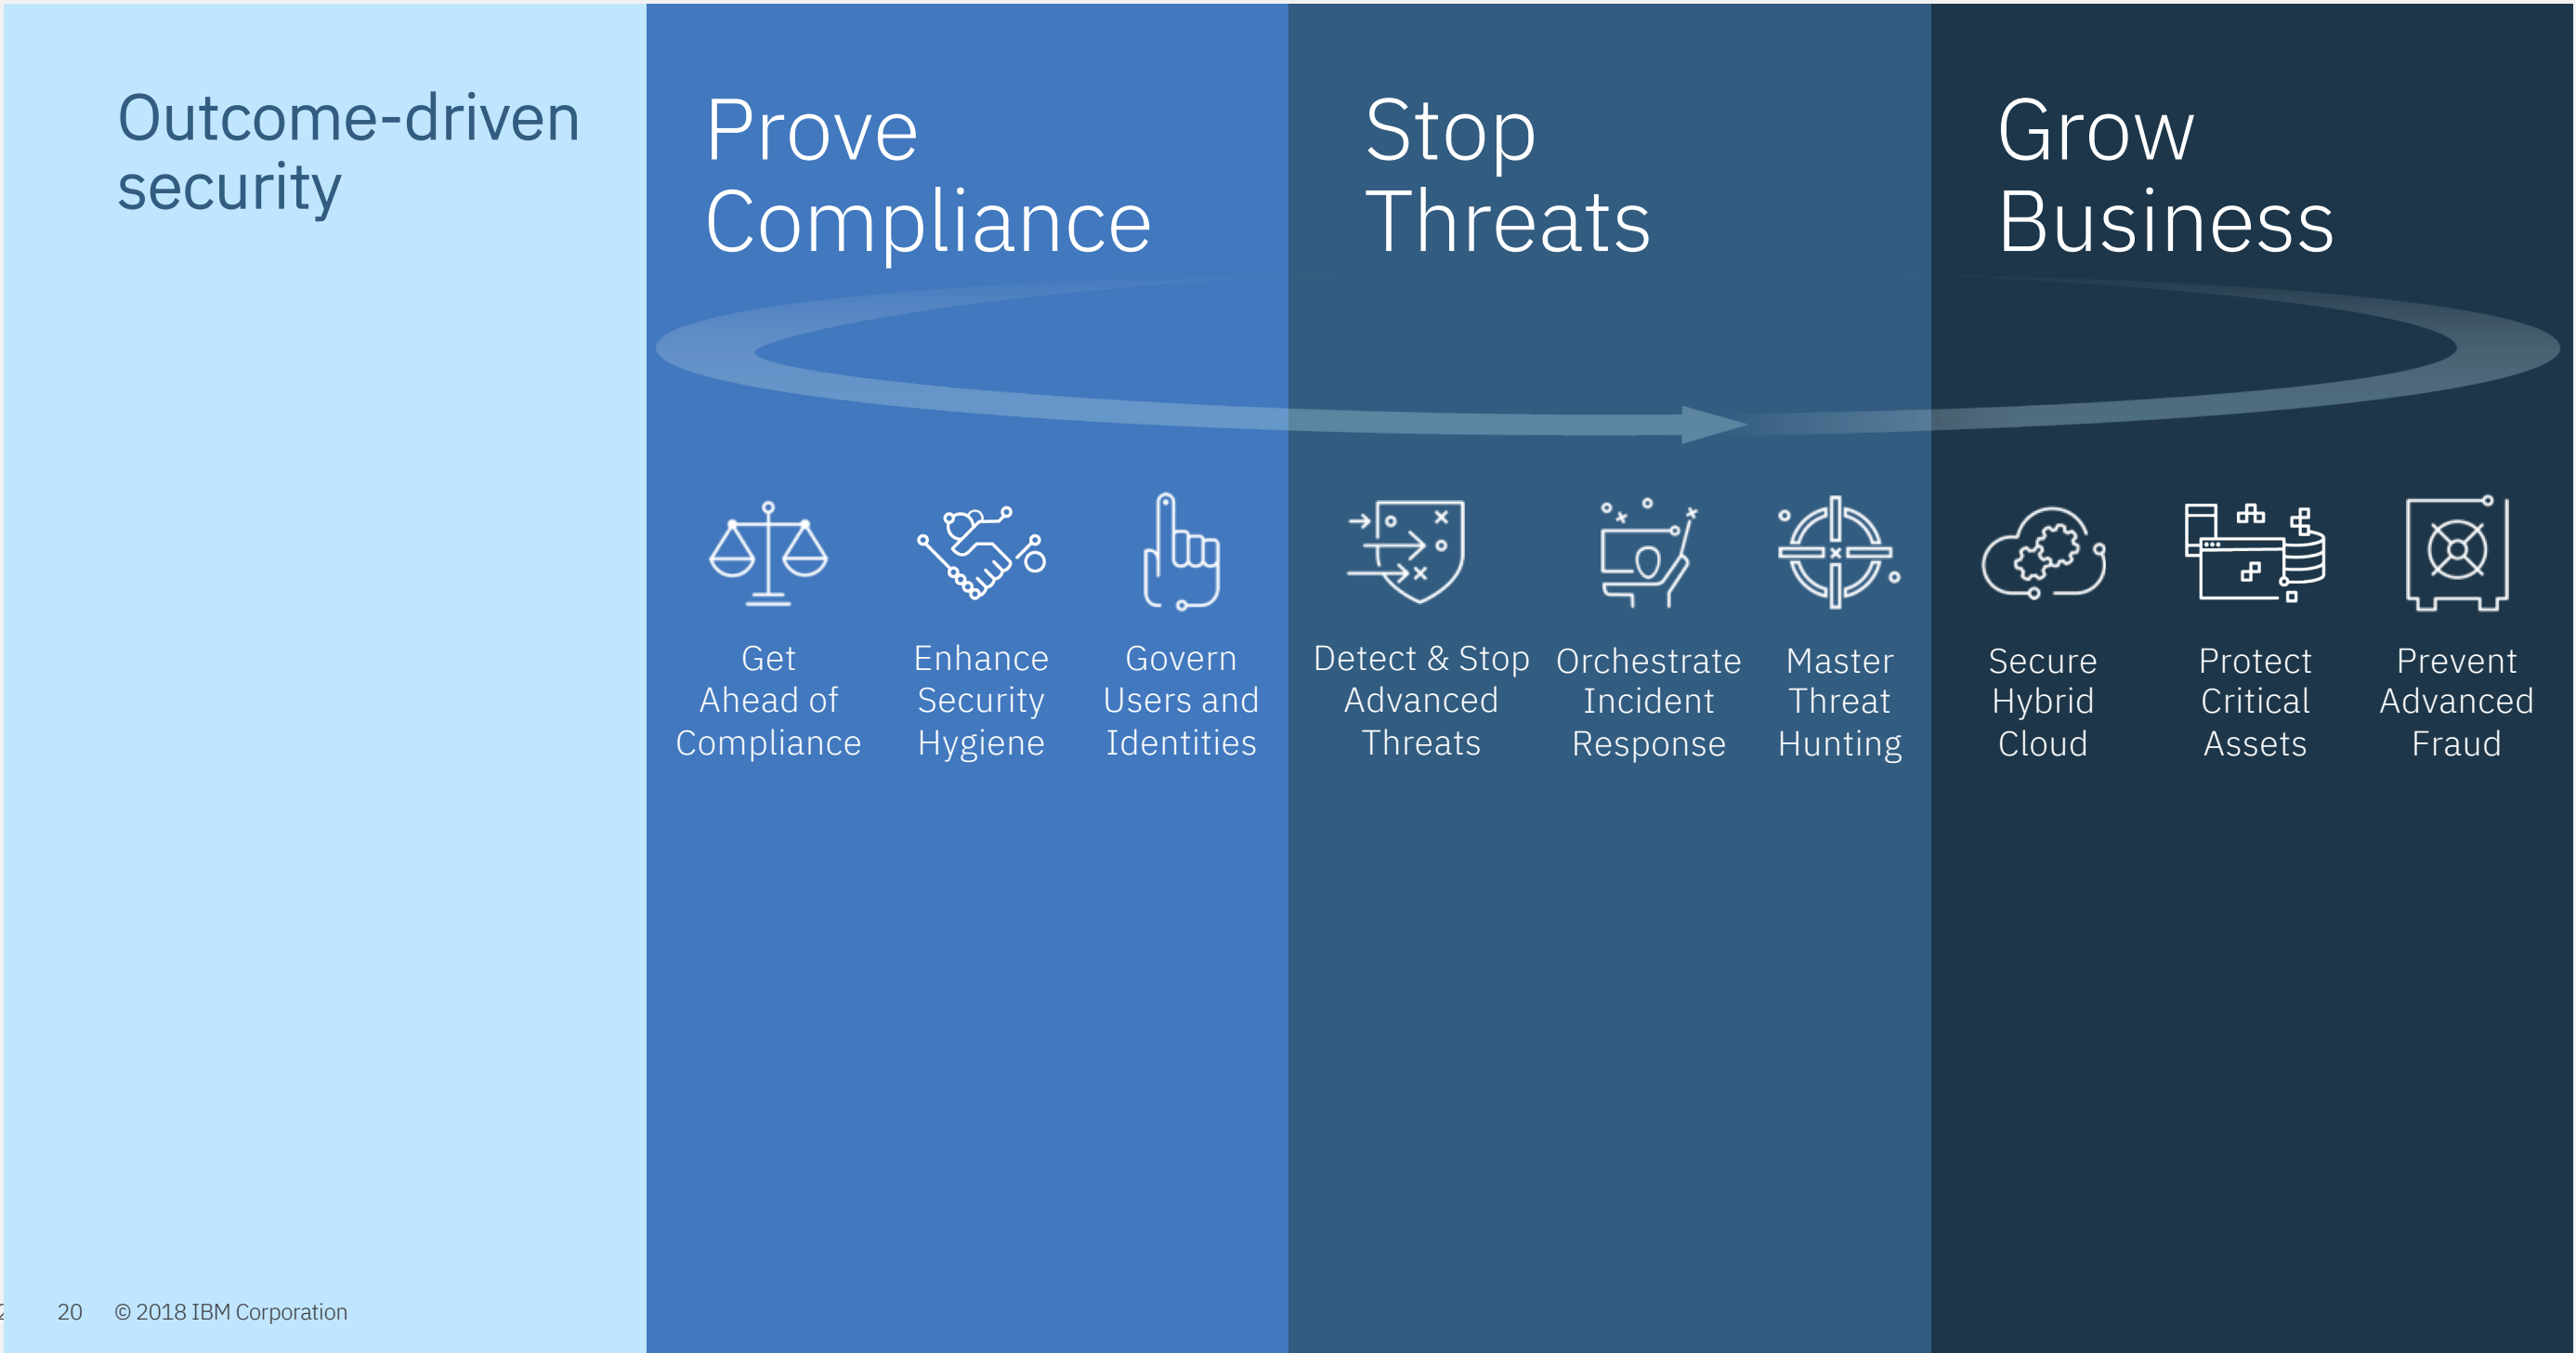 Outcome-driven
security
Prove
Compliance
Stop
Threats
Grow
Business
Get
Ahead of
Compliance
Enhance
Security
Hygiene
Govern
Users and
Identities
Detect & Stop
Advanced
Threats
Orchestrate
Incident
Response
Master
Threat
Hunting
Secure
Hybrid
Cloud
Protect
Critical
Assets
Prevent
Advanced
Fraud
20 © 2018 IBM Corporation